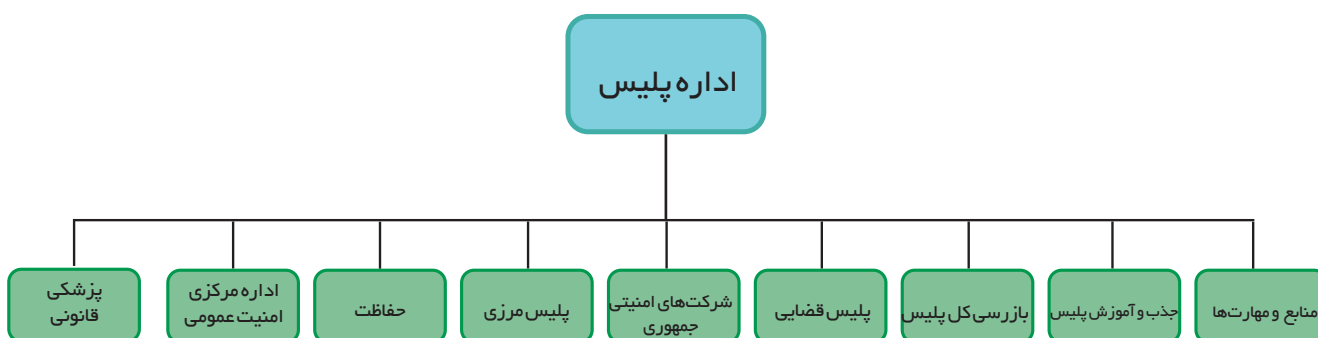 اداره پلیس
منابع و مهارت‌ها
جذب و آموزش پلیس
بازرسی کل پلیس
پلیس قضایی
شرکت‌های امنیتی
جمهوری
پلیس مرزی
حفاظت
اداره مرکزی
امنیت عمومی
پزشکی
قانونی